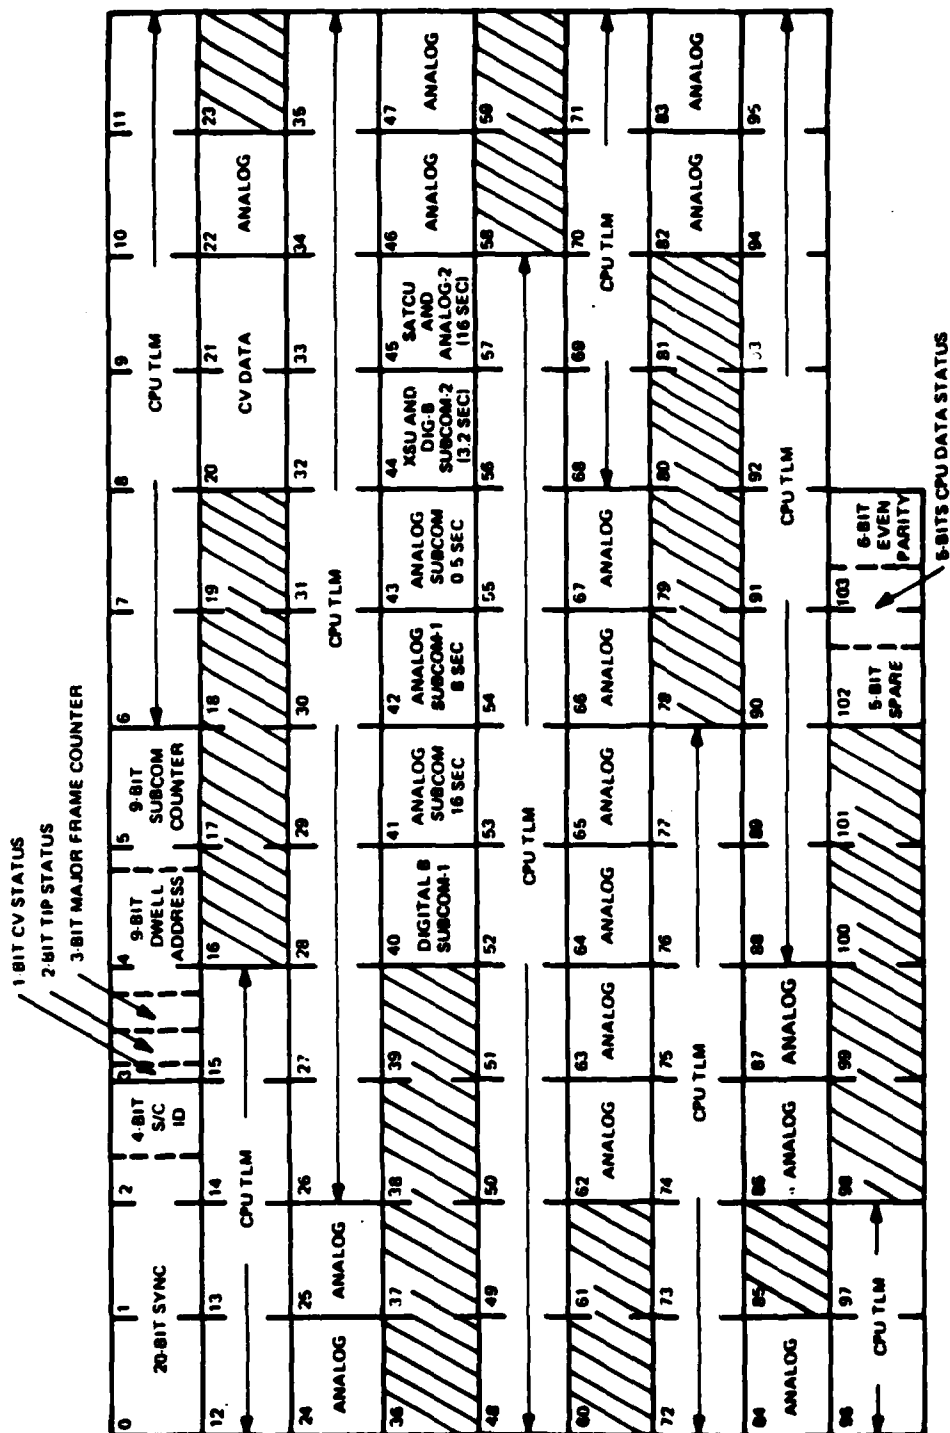 1-BIT CV STATUS
2-BIT TIP STATUS
3-BIT MAJOR FRAME COUNTER
0 1 2 3 4 5 6 7 8 9 10 11
20-BIT SYNC
4-BIT
S/C
ID
9-BIT
DWELL
ADDRESS
9-BIT
SUBCOM
COUNTER
CPU TLM
12 13 14 15 16 17 18 19 20 21 22 23
CPU TLM
CV DATA
ANALOG
24 25 26 27 28 29 30 31 32 33 34 35
ANALOG
ANALOG
CPU TLM
36 37 38 39 40 41 42 43 44 45 46 47
DIGITAL B
SUBCOM-1
ANALOG
SUBCOM
16 SEC
ANALOG
SUBCOM-1
8 SEC
ANALOG
SUBCOM
0 5 SEC
XSU AND
DIG-B
SUBCOM-2
(3.2 SEC)
SATCU
AND
ANALOG-2
(16 SEC)
ANALOG
ANALOG
48 49 50 51 52 53 54 55 56 57 58 59
CPU TLM
60 61 62 63 64 65 66 67 68 69 70 71
ANALOG
ANALOG
ANALOG
ANALOG
ANALOG
ANALOG
CPU TLM
72 73 74 75 76 77 78 79 80 81 82 83
CPU TLM
ANALOG
ANALOG
84 85 86 87 88 89 90 91 92 94 95
ANALOG
ANALOG
ANALOG
CPU TLM
96 97 98 99 100 101 102 103
CPU TLM
5-BIT
SPARE
6-BIT
EVEN
PARITY
5-BITS CPU DATA STATUS